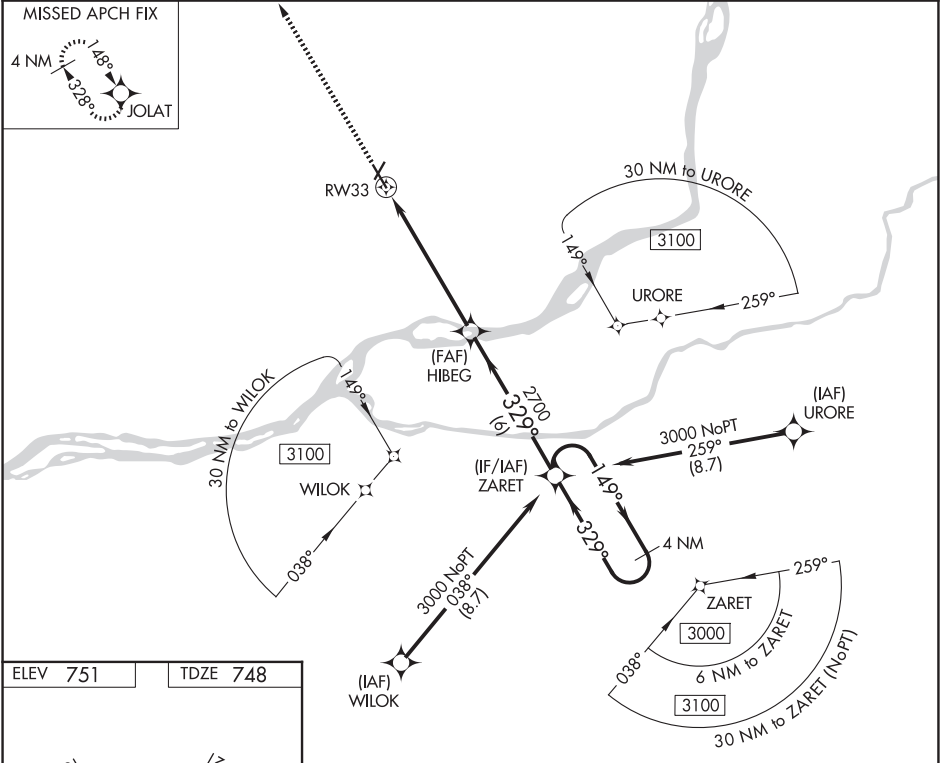 MISSED APCH FIX
4 NM
148°
328°
JOLAT
RW33
30 NM to URORE
3100
149°
URORE
259°
(FAF)
HIBEG
2700
329°
(6)
30 NM to WILOK
149°
3100
WILOK
038°
(IAF)
URORE
3000 NoPT
259°
(8.7)
(IF/IAF)
ZARET
149°
329°
4 NM
3000 NoPT
038°
(8.7)
(IAF)
WILOK
259°
ZARET
038°
3000
6 NM to ZARET
3100
30 NM to ZARET (NoPT)
ELEV 751
TDZE 748